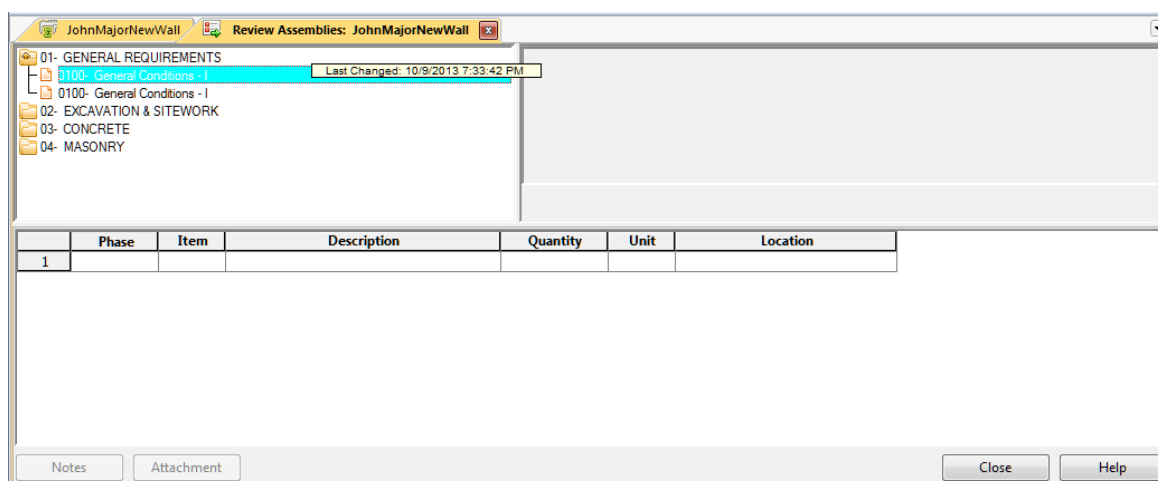 JohnMajorNewWall Review Assemblies: JohnMajorNewWall
01- GENERAL REQUIREMENTS
0100- General Conditions - I
Last Changed: 10/9/2013 7:33:42 PM
0100- General Conditions - I
02- EXCAVATION & SITEWORK
03- CONCRETE
04- MASONRY
Phase Item Description Quantity Unit Location
1
Notes Attachment Close Help